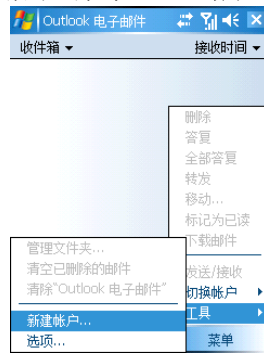 Outlook 电子邮件
收件箱
接收时间
删除
答复
全部答复
转发
移动...
标记为已读
下载邮件
发送/接收
切换帐户
工具
管理文件夹...
清空已删除的邮件
清除"Outlook 电子邮件"
新建帐户...
选项...
菜单